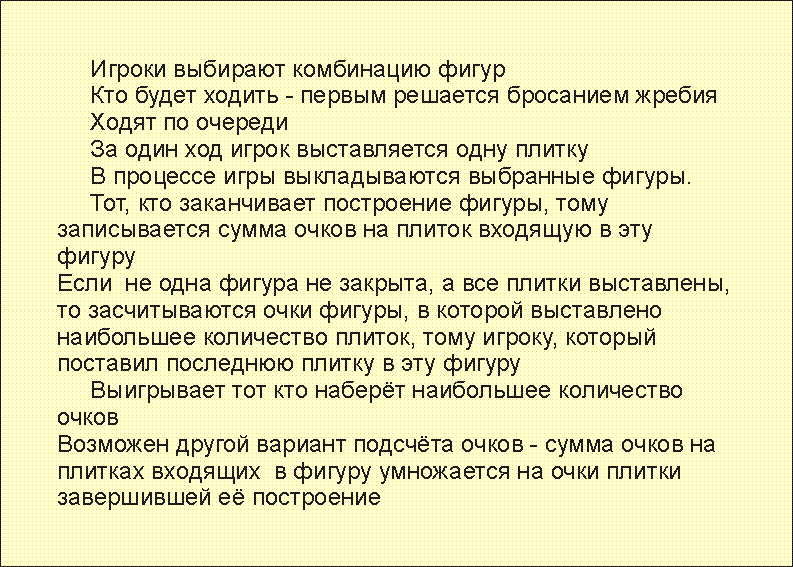 Игроки выбирают комбинацию фигур
Кто будет ходить - первым решается бросанием жребия
Ходят по очереди
За один ход игрок выставляется одну плитку
В процессе игры выкладываются выбранные фигуры.
Тот, кто заканчивает построение фигуры, тому
записывается сумма очков на плиток входящую в эту
фигуру
Если  не одна фигура не закрыта, а все плитки выставлены,
то засчитываются очки фигуры, в которой выставлено
наибольшее количество плиток, тому игроку, который
поставил последнюю плитку в эту фигуру
Выигрывает тот кто наберёт наибольшее количество
очков
Возможен другой вариант подсчёта очков - сумма очков на
плитках входящих  в фигуру умножается на очки плитки
завершившей её построение